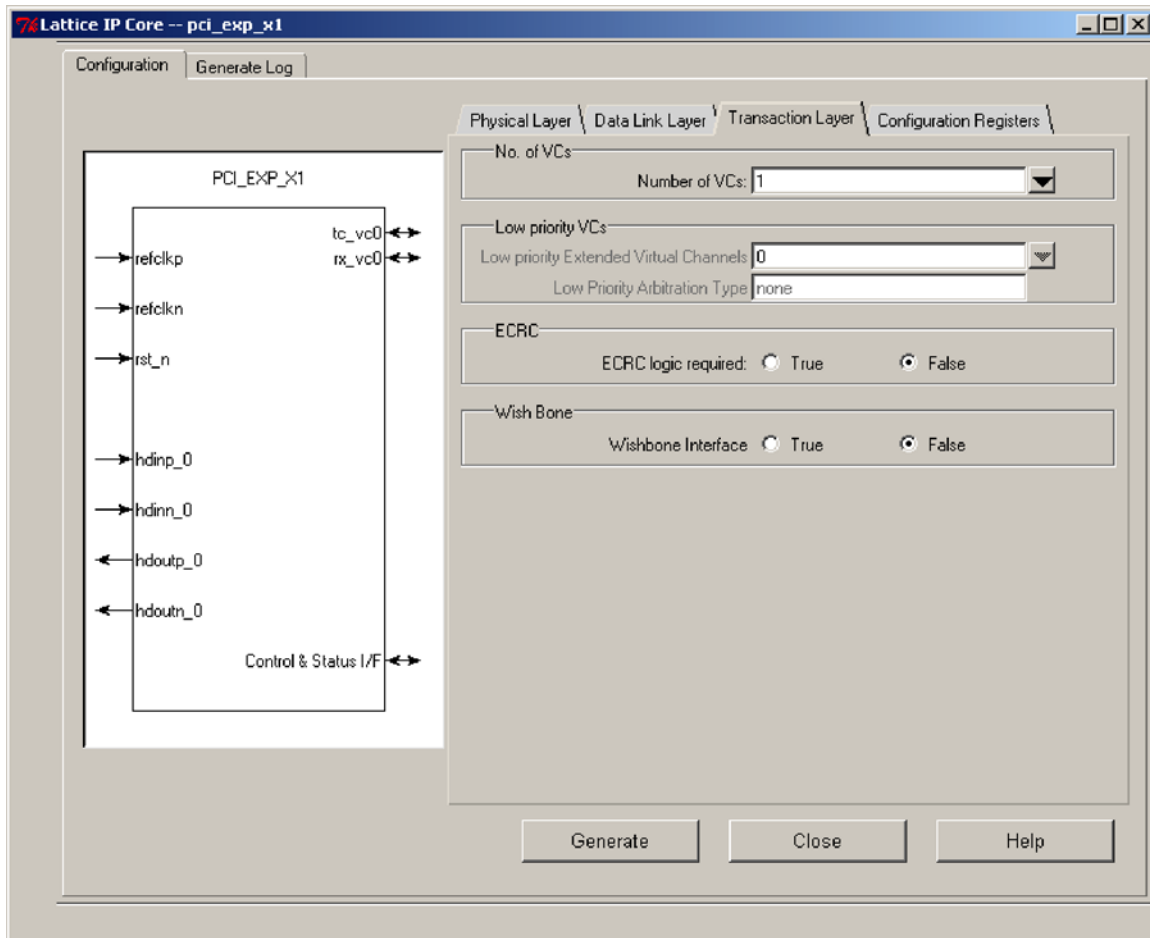 Lattice IP Core -- pci_exp_x1
Configuration
Generate Log
Physical Layer
Data Link Layer
Transaction Layer
Configuration Registers
PCI_EXP_X1
tc_vc0
refclkp
rx_vc0
refclkn
rst_n
hdinp_0
hdinn_0
hdoutp_0
hdoutn_0
Control & Status I/F
No. of VCs
Number of VCs: 1
Low priority VCs
Low priority Extended Virtual Channels 0
Low Priority Arbitration Type none
ECRC
ECRC logic required: True False
Wish Bone
Wishbone Interface True False
Generate Close Help